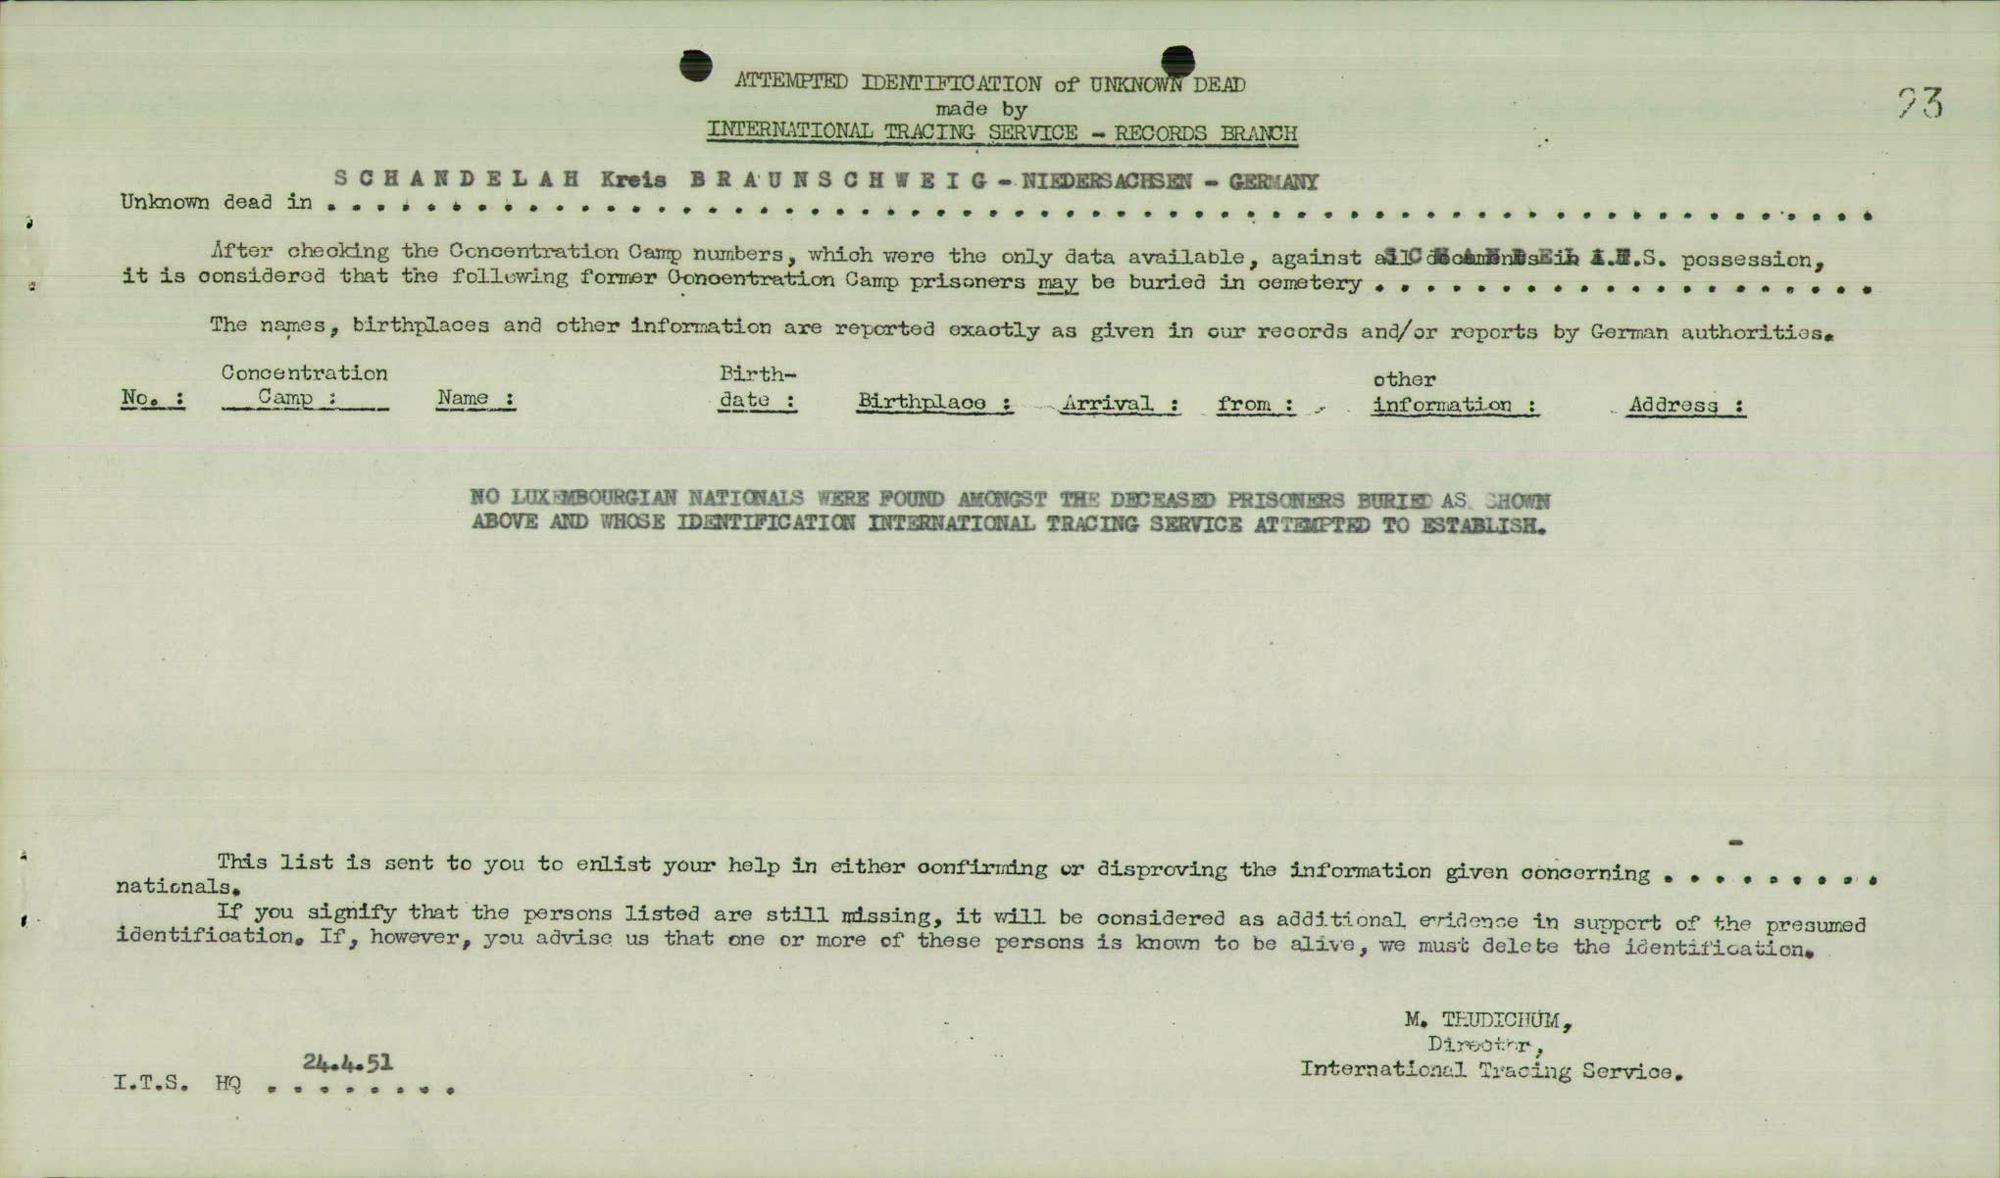 ATTEMPTED IDENTIFICATION of UNKNOWN DEAD
made by
INTERNATIONAL TRACING SERVICE - RECORDS BRANCH
93
SCHANDELAH Kreis BRAUNSCHWEIG - NIEDERSACHSEN - GERMANY
Unknown dead in . . . . . . . . . . . . . . . . . . . . . . . . . . . . . . . . . . . . . . . . . . . . . . . . . . . . . . . . . . . . .
After checking the Concentration Camp numbers, which were the only data available, against all documents in I.T.S. possession,
it is considered that the following former Concentration Camp prisoners may be buried in cemetery . . . . . . . . . . . . . . . . . . . .
The names, birthplaces and other information are reported exactly as given in our records and/or reports by German authorities.
Concentration Birth- other
No. : Camp : Name : date : Birthplace : Arrival : from : information : Address :
NO LUXEMBOURGIAN NATIONALS WERE FOUND AMONGST THE DECEASED PRISONERS BURIED AS SHOWN
ABOVE AND WHOSE IDENTIFICATION INTERNATIONAL TRACING SERVICE ATTEMPTED TO ESTABLISH.
-
This list is sent to you to enlist your help in either confirming or disproving the information given concerning . . . . . . . . .
nationals.
If you signify that the persons listed are still missing, it will be considered as additional evidence in support of the presumed
identification. If, however, you advise us that one or more of these persons is known to be alive, we must delete the identification.
M. THUDICHUM,
Director,
International Tracing Service.
24.4.51
I.T.S. HQ . . . . . . . .